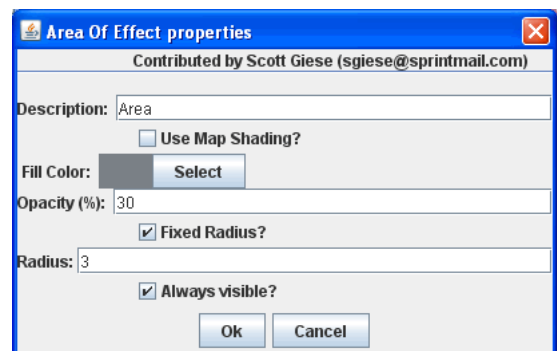 Area Of Effect properties
Contributed by Scott Giese (sgiese@sprintmail.com)
Description: Area
Use Map Shading?
Fill Color: Select
Opacity (%): 30
Fixed Radius?
Radius: 3
Always visible?
Ok Cancel